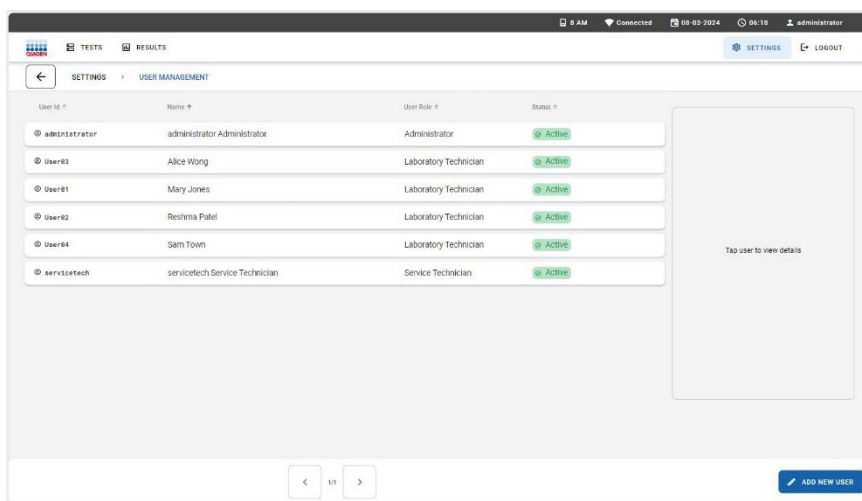 8 AM Connected 08-03-2024 06:18 administrator
QIAGEN TESTS RESULTS SETTINGS LOGOUT
SETTINGS › USER MANAGEMENT
User Id ↑ Name ↑ User Role ↑ Status ↑
administrator administrator Administrator Administrator Active
User03 Alice Wong Laboratory Technician Active
User01 Mary Jones Laboratory Technician Active
User02 Reshma Patel Laboratory Technician Active
User04 Sam Town Laboratory Technician Active
servicetech servicetech Service Technician Service Technician Active
Tap user to view details
1/1
ADD NEW USER